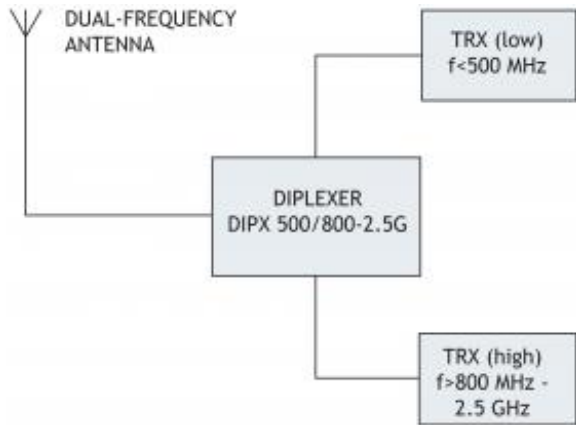 DUAL-FREQUENCY
ANTENNA
TRX (low)
f<500 MHz
DIPLEXER
DIPX 500/800-2.5G
TRX (high)
f>800 MHz -
2.5 GHz